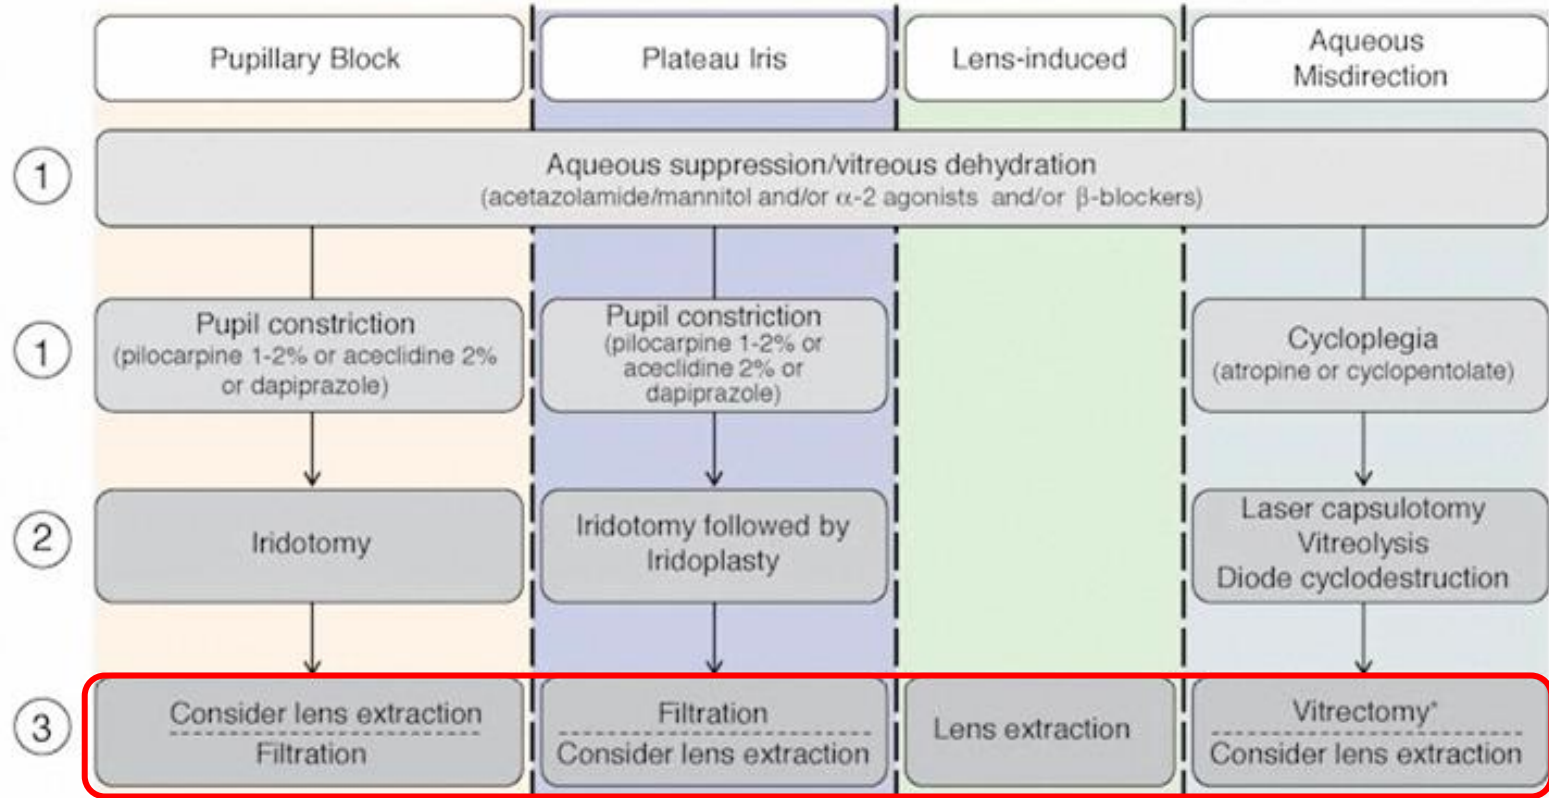 Pupillary Block
Plateau Iris
Lens-induced
Aqueous
Misdirection
1
Aqueous suppression/vitreous dehydration
(acetazolamide/mannitol and/or α-2 agonists and/or β-blockers)
1
Pupil constriction
(pilocarpine 1-2% or aceclidine 2%
or dapiprazole)
Pupil constriction
(pilocarpine 1-2% or
aceclidine 2% or
dapiprazole)
Cycloplegia
(atropine or cyclopentolate)
2
Iridotomy
Iridotomy followed by
Iridoplasty
Laser capsulotomy
Vitreolysis
Diode cyclodestruction
3
Consider lens extraction
Filtration
Filtration
Consider lens extraction
Lens extraction
Vitrectomy*
Consider lens extraction